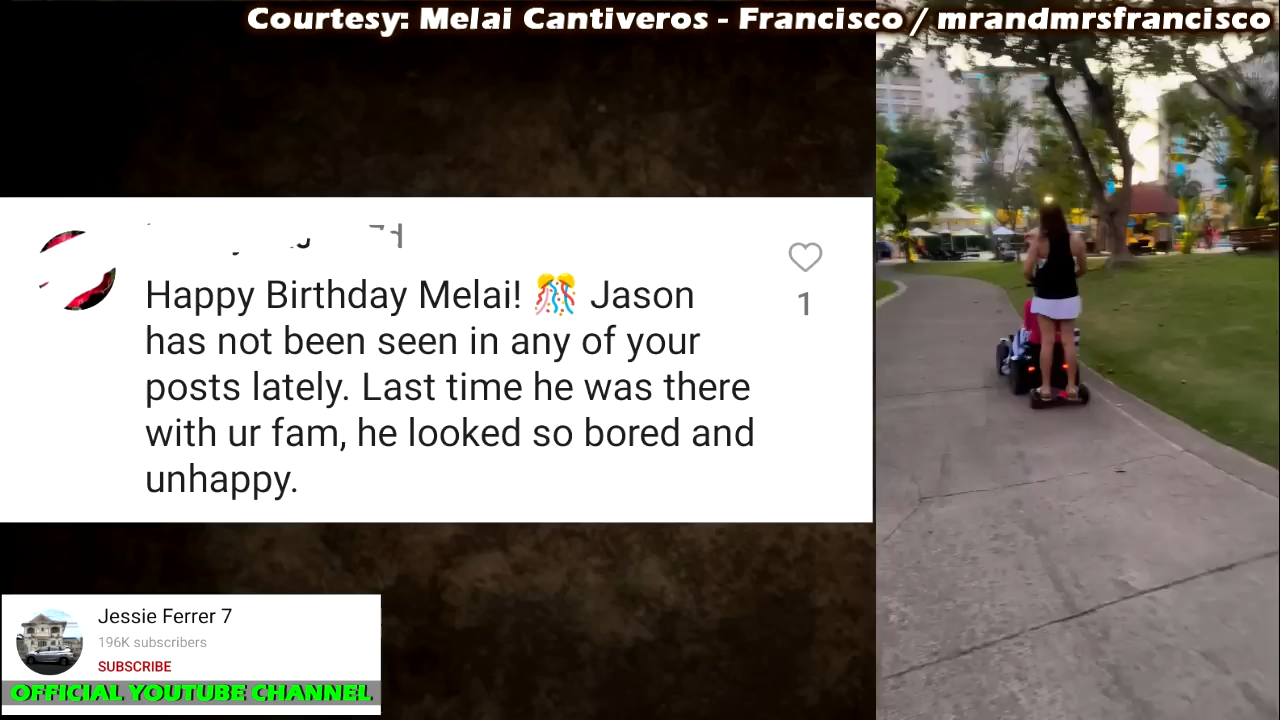 Courtesy: Melai Cantiveros - Francisco / mrandmrsfrancisco
Happy Birthday Melai! 🎊 Jason
has not been seen in any of your
posts lately. Last time he was there
with ur fam, he looked so bored and
unhappy.
1
Jessie Ferrer 7
196K subscribers
SUBSCRIBE
OFFICIAL YOUTUBE CHANNEL